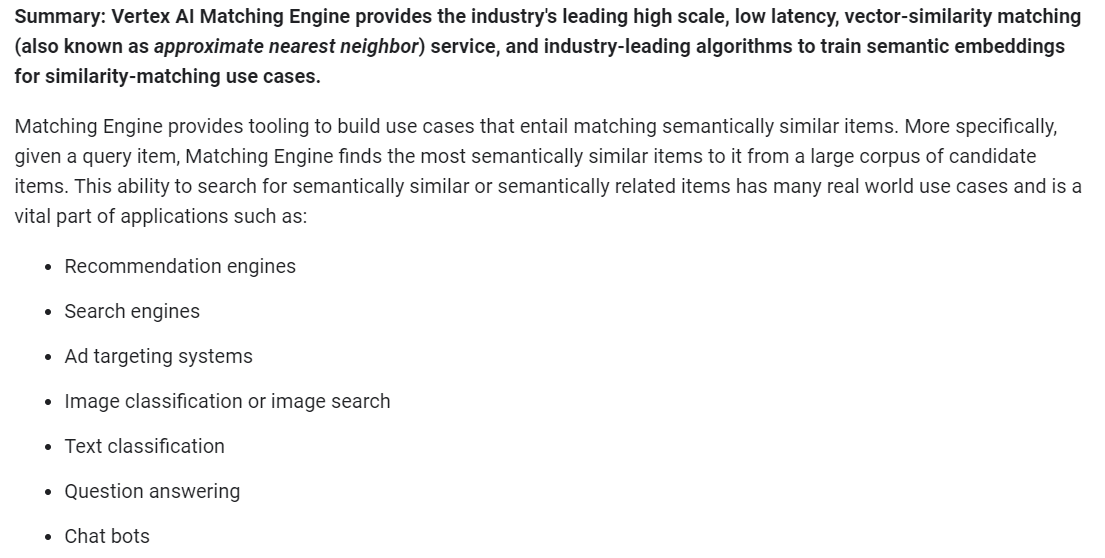 Summary: Vertex AI Matching Engine provides the industry's leading high scale, low latency, vector-similarity matching
(also known as approximate nearest neighbor) service, and industry-leading algorithms to train semantic embeddings
for similarity-matching use cases.
Matching Engine provides tooling to build use cases that entail matching semantically similar items. More specifically,
given a query item, Matching Engine finds the most semantically similar items to it from a large corpus of candidate
items. This ability to search for semantically similar or semantically related items has many real world use cases and is a
vital part of applications such as:
• Recommendation engines
• Search engines
• Ad targeting systems
• Image classification or image search
• Text classification
• Question answering
• Chat bots